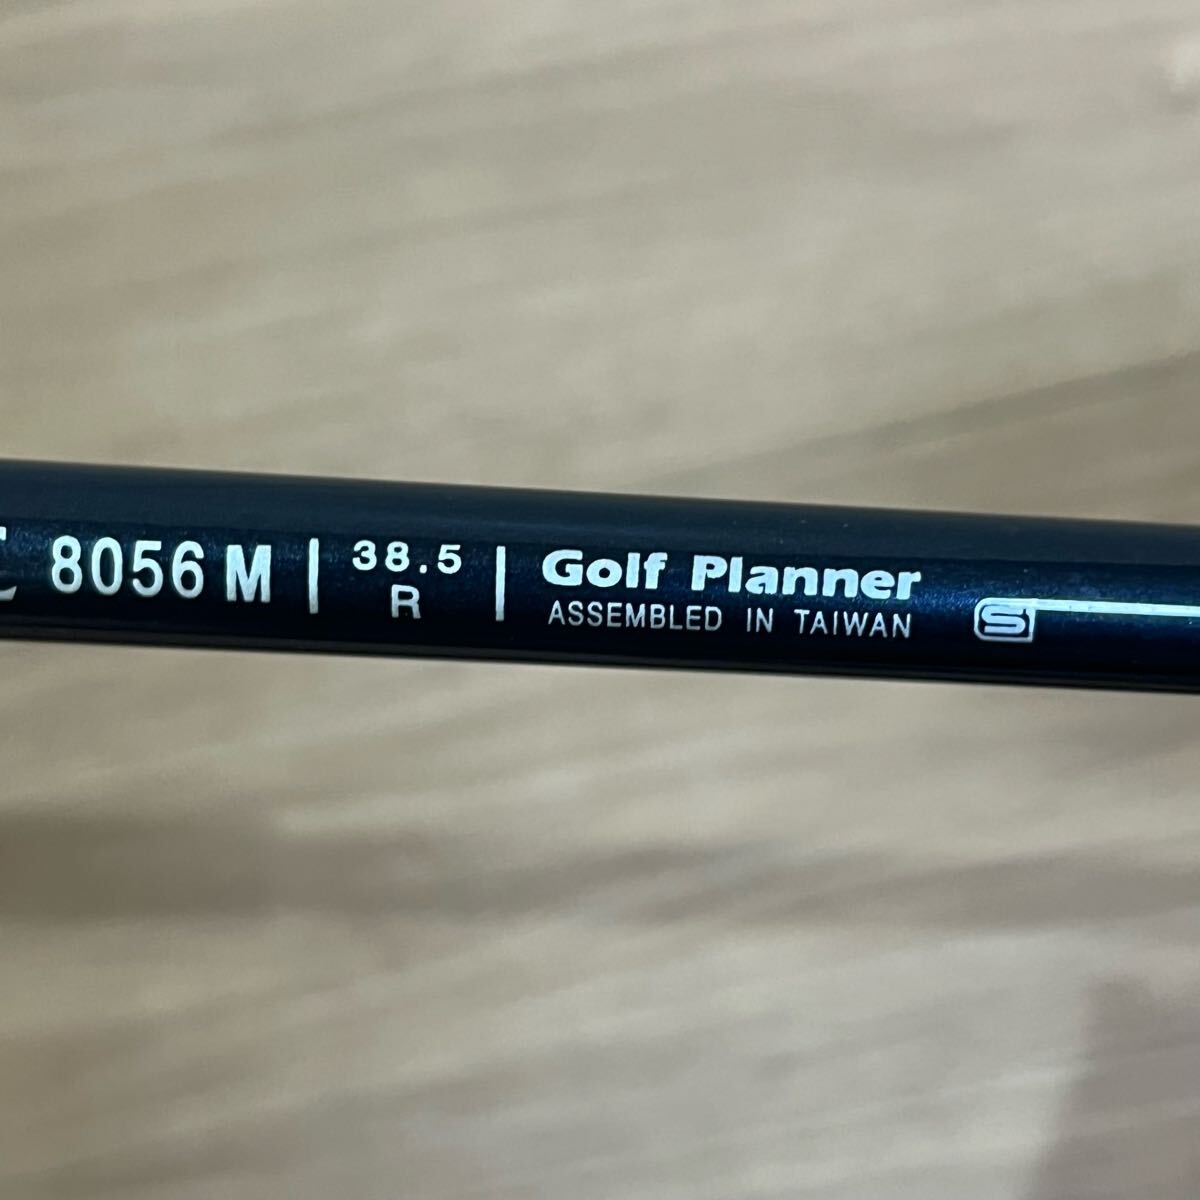 8056 M | 38.5 | Golf Planner
R ASSEMBLED IN TAIWAN S